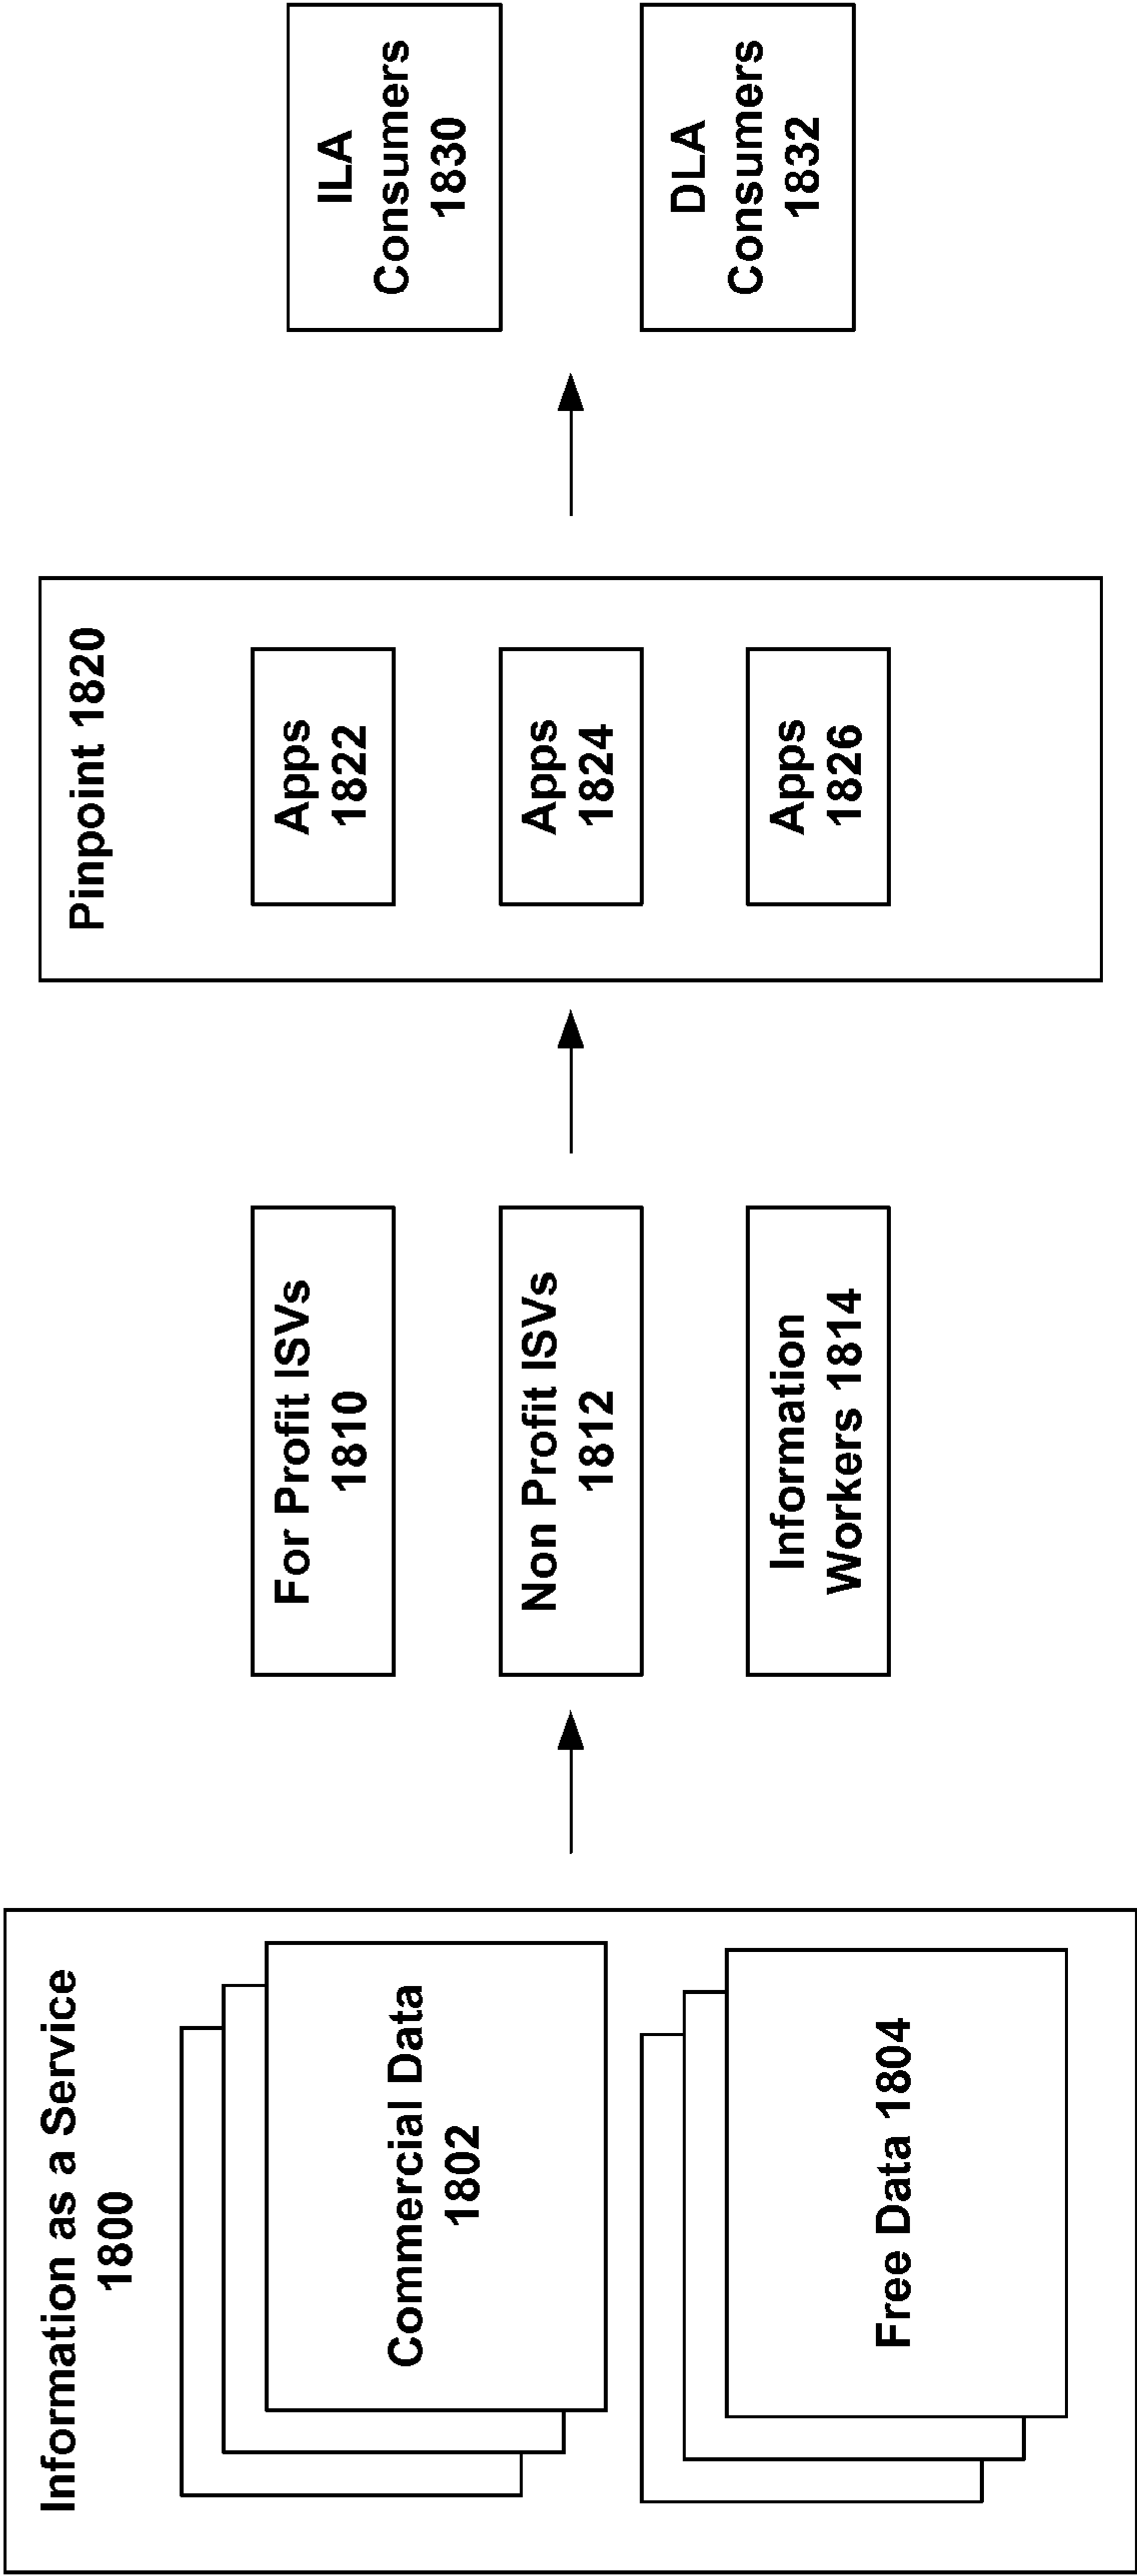 Information as a Service
1800
Commercial Data
1802
Free Data 1804
For Profit ISVs
1810
Non Profit ISVs
1812
Information
Workers 1814
Pinpoint 1820
Apps
1822
Apps
1824
Apps
1826
ILA
Consumers
1830
DLA
Consumers
1832